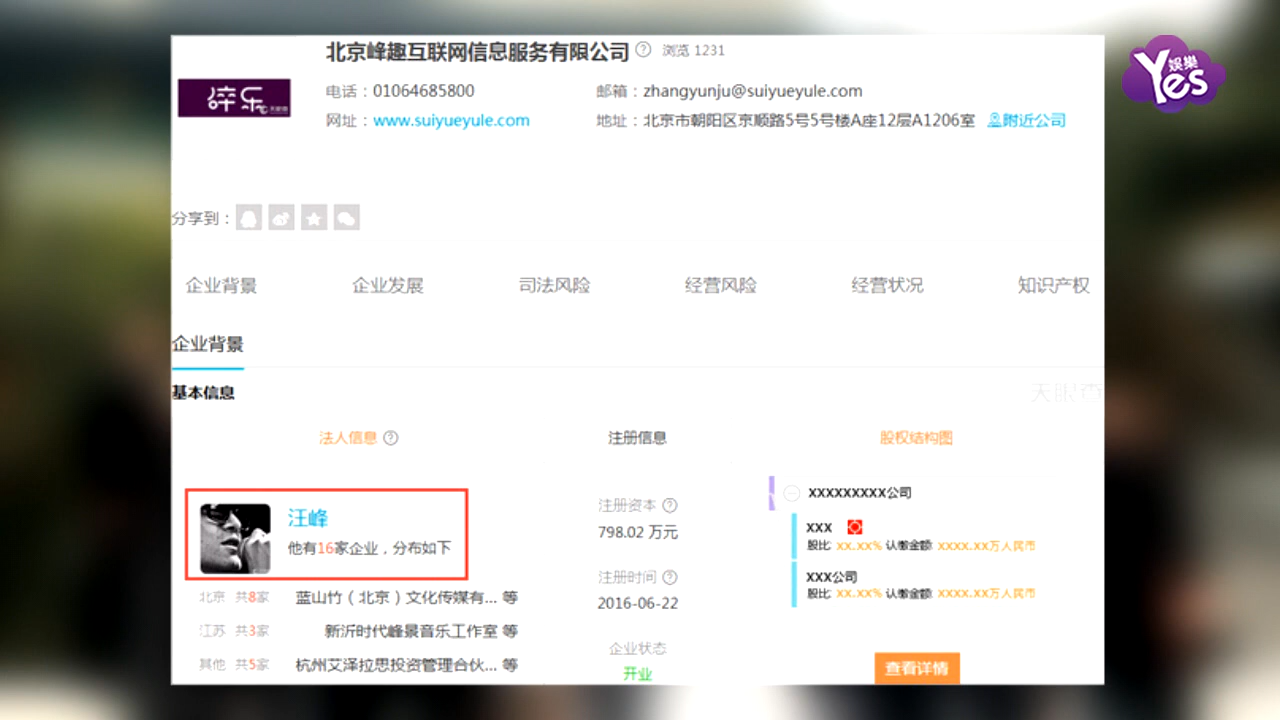 北京峰趣互联网信息服务有限公司 ? 浏览 1231
Yes娱樂
碎乐
电话：01064685800
邮箱：zhangyunju@suiyueyule.com
网址：www.suiyueyule.com
地址：北京市朝阳区京顺路5号5号楼A座12层A1206室 附近公司
分享到：
企业背景 企业发展 司法风险 经营风险 经营状况 知识产权
企业背景
基本信息
天眼查
法人信息 ? 注册信息 股权结构图
汪峰
他有16家企业，分布如下
北京 共8家 蓝山竹（北京）文化传媒有... 等
江苏 共3家 新沂时代峰景音乐工作室 等
其他 共5家 杭州艾泽拉思投资管理合伙... 等
注册资本 ?
798.02 万元
注册时间 ?
2016-06-22
企业状态
开业
XXXXXXXXX公司
XXX
股比: XX.XX% 认缴金额: XXXX.XX万人民币
XXX公司
股比: XX.XX% 认缴金额: XXXX.XX万人民币
查看详情